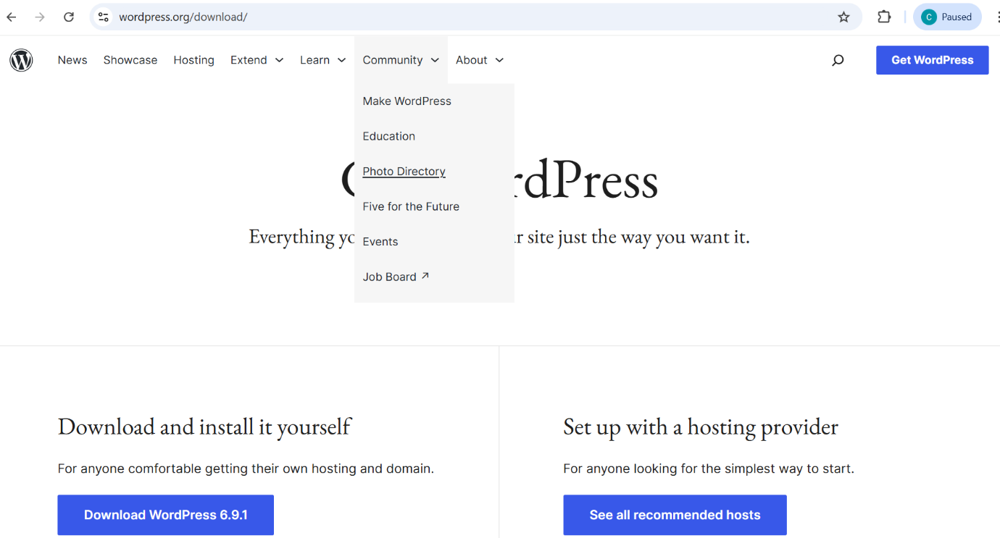 wordpress.org/download/
C Paused
W News Showcase Hosting Extend Learn Community About Get WordPress
Make WordPress
Education
Photo Directory
Five for the Future
Events
Job Board ↗
rdPress
Everything yo r site just the way you want it.
Download and install it yourself
For anyone comfortable getting their own hosting and domain.
Download WordPress 6.9.1
Set up with a hosting provider
For anyone looking for the simplest way to start.
See all recommended hosts